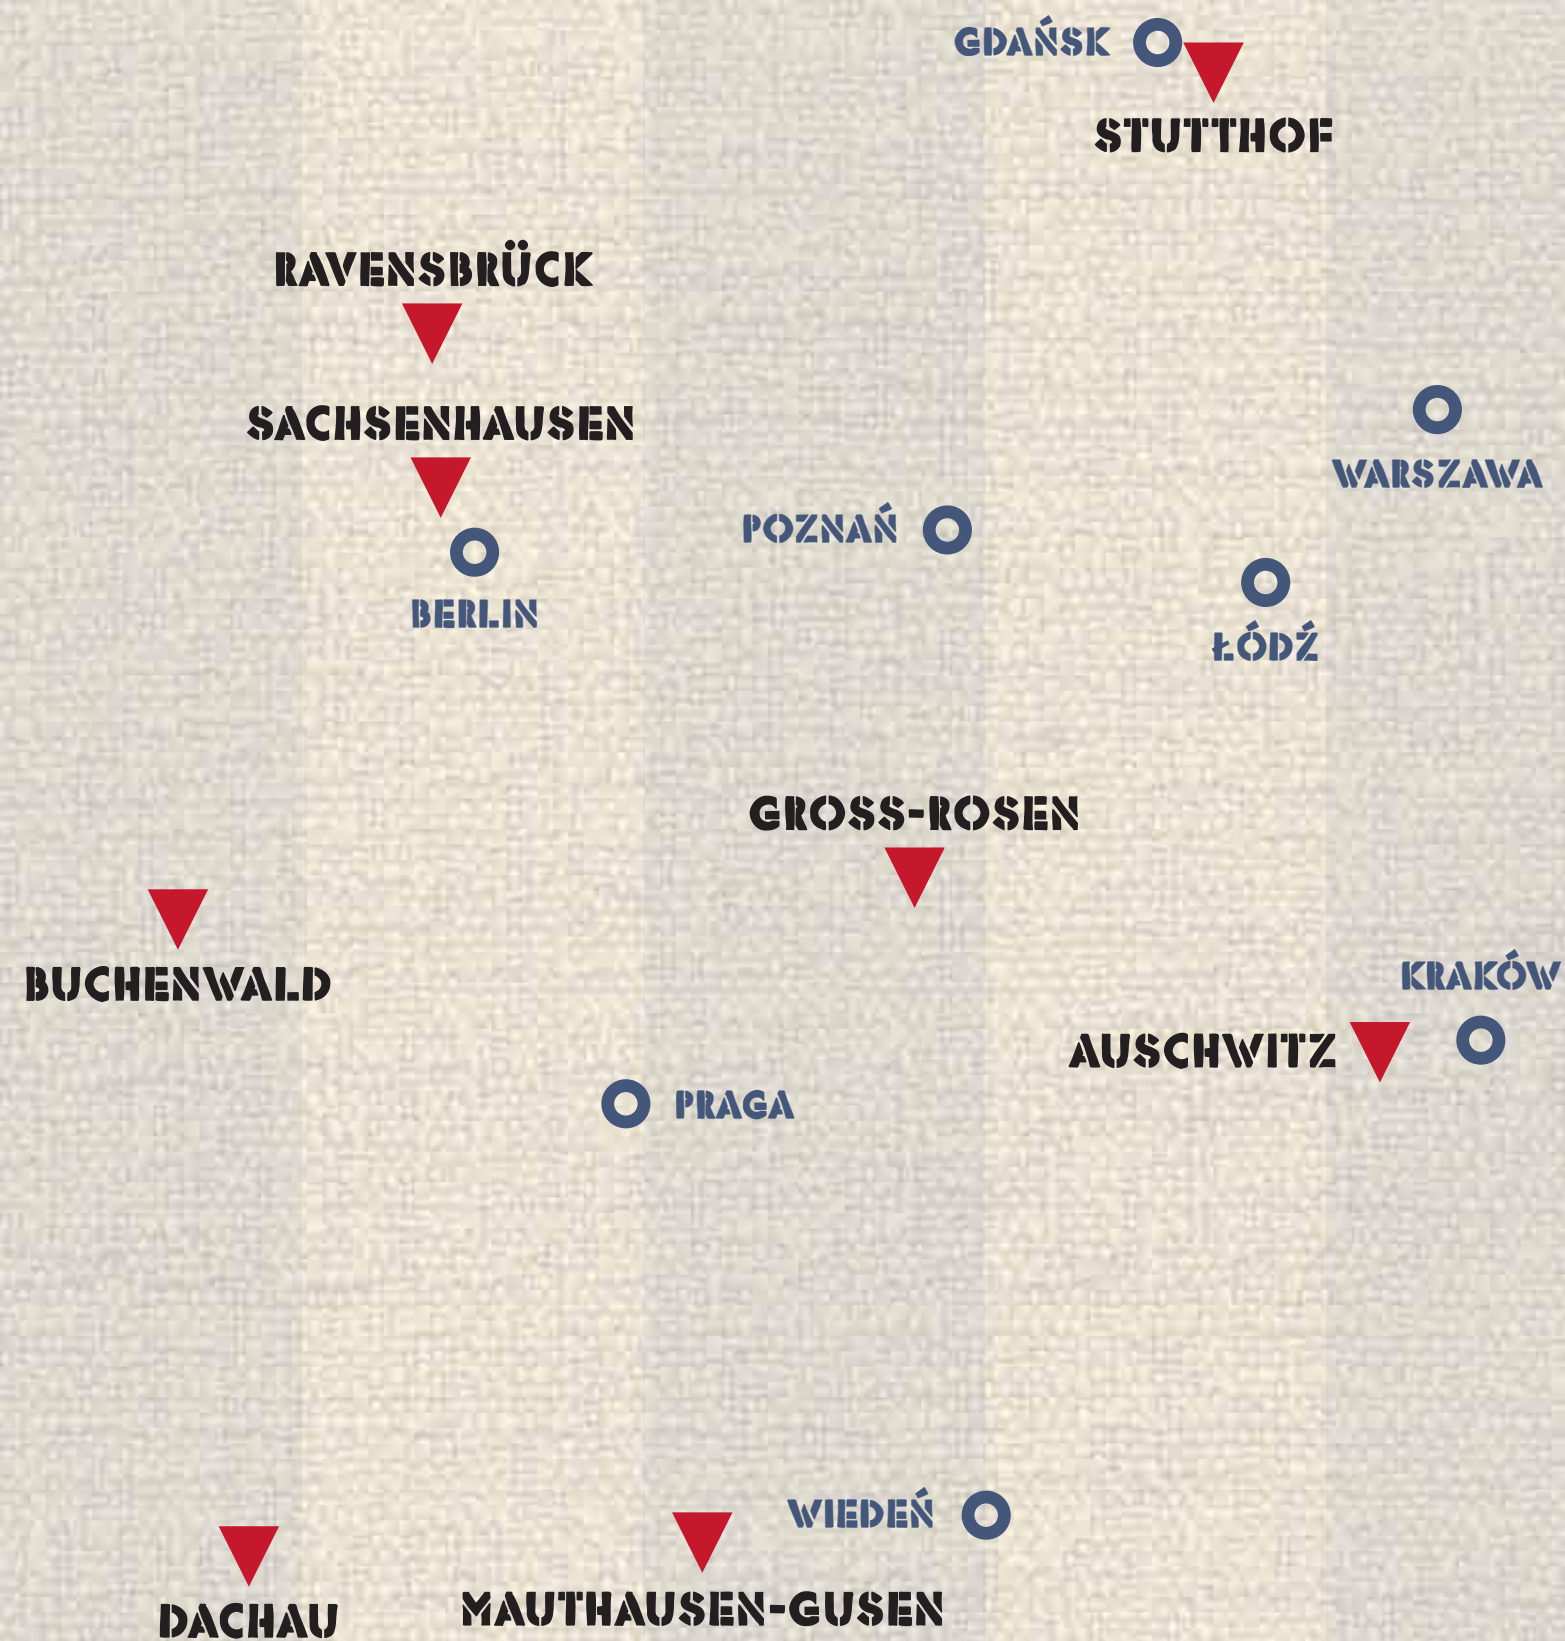 GDAŃSK
STUTTHOF
RAVENSBRÜCK
SACHSENHAUSEN
WARSZAWA
POZNAŃ
BERLIN
ŁÓDŹ
GROSS-ROSEN
BUCHENWALD
KRAKÓW
AUSCHWITZ
PRAGA
WIEDEŃ
DACHAU
MAUTHAUSEN-GUSEN